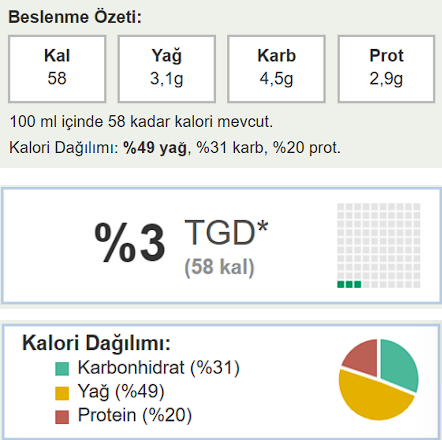 Beslenme Özeti:
Kal Yağ Karb Prot
58 3,1g 4,5g 2,9g
100 ml içinde 58 kadar kalori mevcut.
Kalori Dağılımı: %49 yağ, %31 karb, %20 prot.
%3 TGD*
(58 kal)
Kalori Dağılımı:
Karbonhidrat (%31)
Yağ (%49)
Protein (%20)